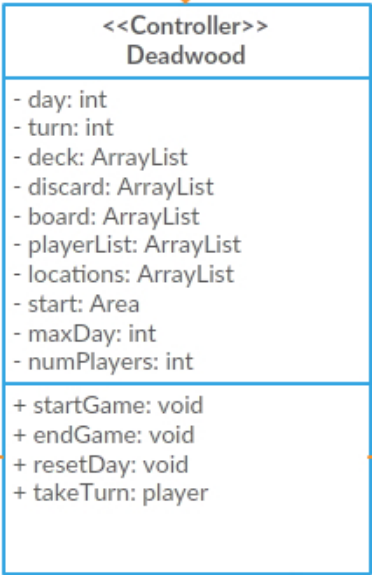 <<Controller>>
Deadwood
- day: int
- turn: int
- deck: ArrayList
- discard: ArrayList
- board: ArrayList
- playerList: ArrayList
- locations: ArrayList
- start: Area
- maxDay: int
- numPlayers: int
+ startGame: void
+ endGame: void
+ resetDay: void
+ takeTurn: player